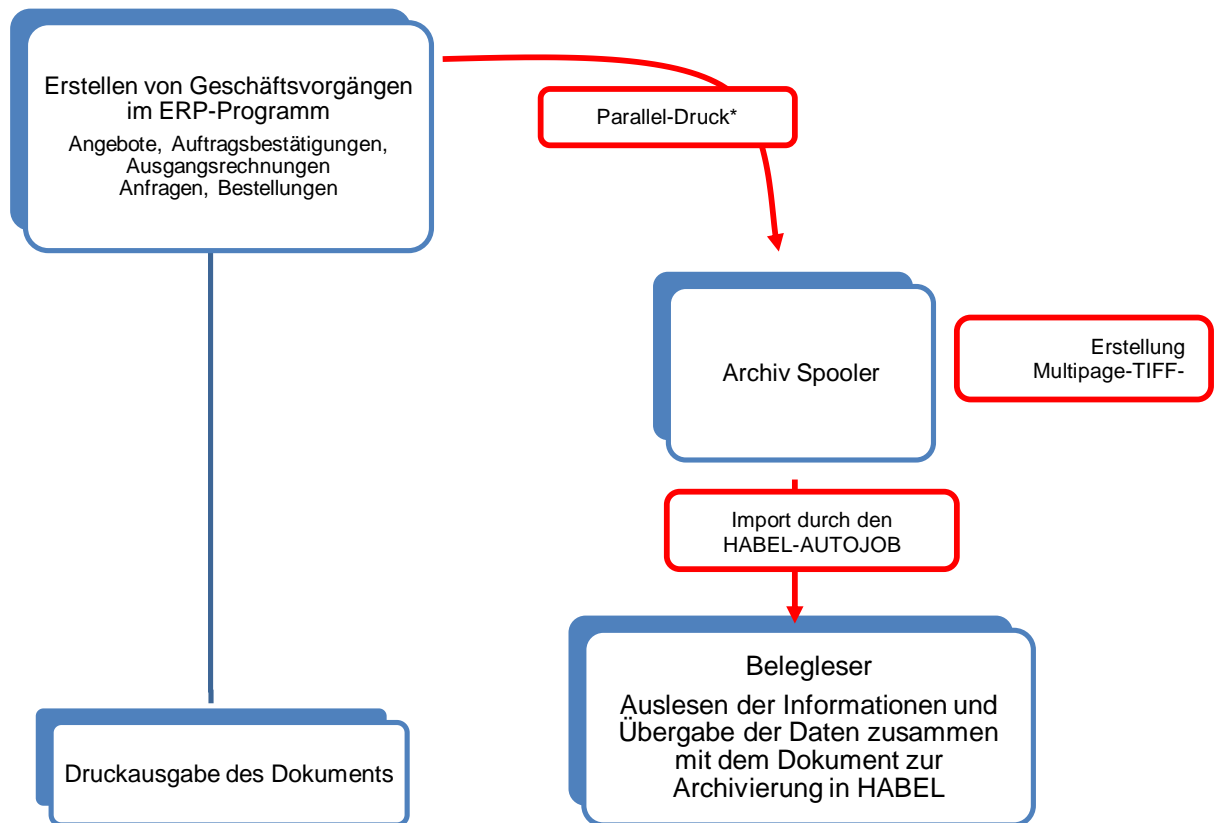 Erstellen von Geschäftsvorgängen
im ERP-Programm
Angebote, Auftragsbestätigungen,
Ausgangsrechnungen
Anfragen, Bestellungen
Parallel-Druck*
Archiv Spooler
Erstellung
Multipage-TIFF-
Import durch den
HABEL-AUTOJOB
Belegleser
Auslesen der Informationen und
Übergabe der Daten zusammen
mit dem Dokument zur
Archivierung in HABEL
Druckausgabe des Dokuments